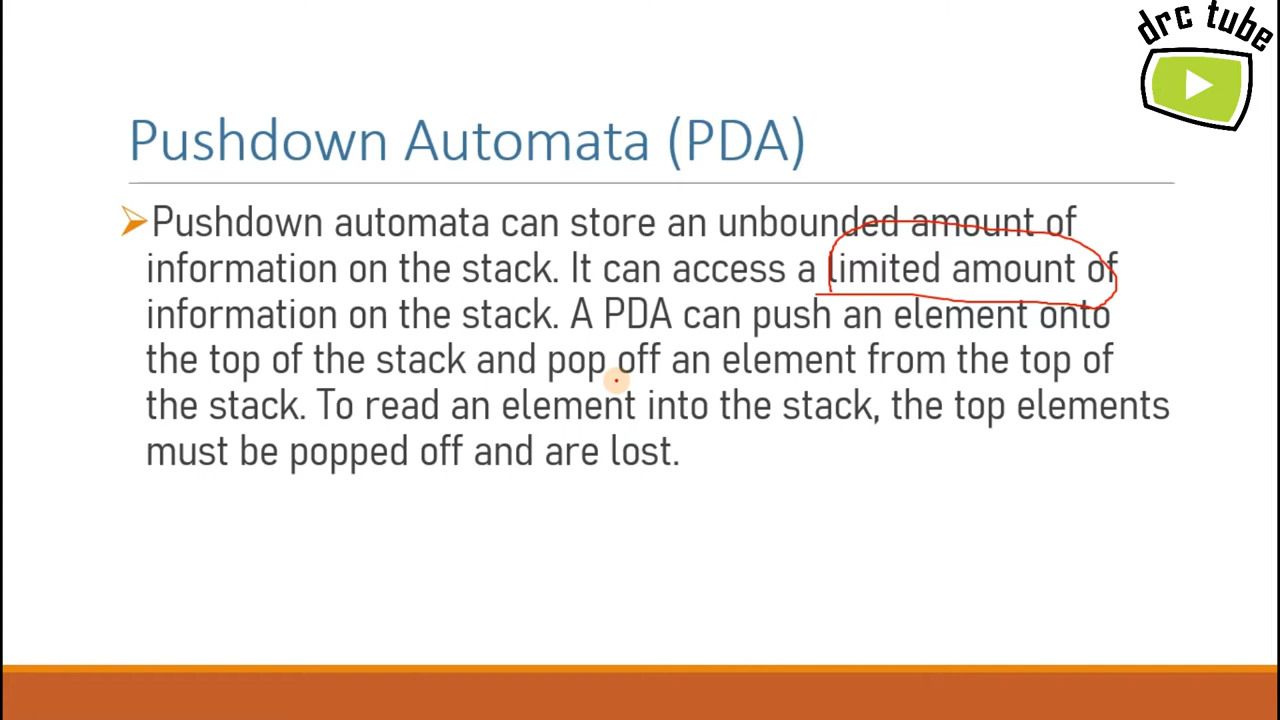 drc tube
Pushdown Automata (PDA)
Pushdown automata can store an unbounded amount of
information on the stack. It can access a limited amount of
information on the stack. A PDA can push an element onto
the top of the stack and pop off an element from the top of
the stack. To read an element into the stack, the top elements
must be popped off and are lost.